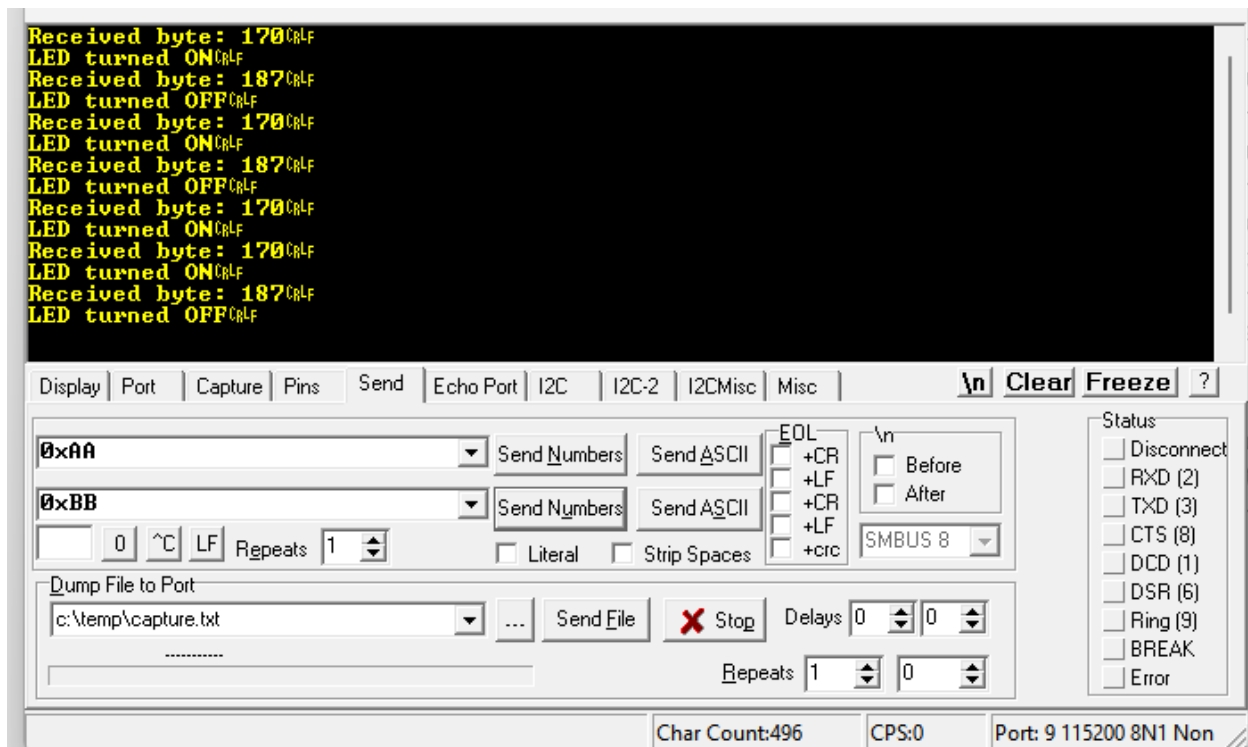 Received byte: 170CRLF
LED turned ONCRLF
Received byte: 187CRLF
LED turned OFFCRLF
Received byte: 170CRLF
LED turned ONCRLF
Received byte: 187CRLF
LED turned OFFCRLF
Received byte: 170CRLF
LED turned ONCRLF
Received byte: 170CRLF
LED turned ONCRLF
Received byte: 187CRLF
LED turned OFFCRLF
Display Port Capture Pins Send Echo Port I2C I2C-2 I2CMisc Misc \n Clear Freeze ?
0xAA Send Numbers Send ASCII
0xBB Send Numbers Send ASCII
0 ^C LF Repeats 1 Literal Strip Spaces
EOL
+CR
+LF
+CR
+LF
+crc
\n
Before
After
SMBUS 8
Dump File to Port
c:\temp\capture.txt ... Send File Stop Delays 0 0
-----------
Repeats 1 0
Status
Disconnect
RXD (2)
TXD (3)
CTS (8)
DCD (1)
DSR (6)
Ring (9)
BREAK
Error
Char Count:496 CPS:0 Port: 9 115200 8N1 Non